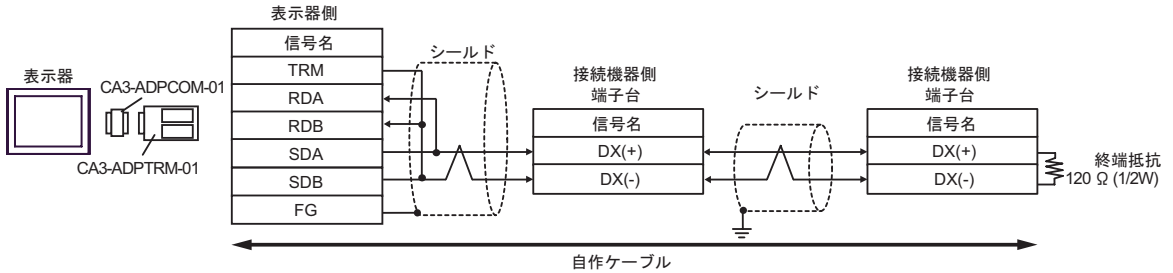 表示器
CA3-ADPCOM-01
CA3-ADPTRM-01
表示器側
信号名
TRM
RDA
RDB
SDA
SDB
FG
シールド
接続機器側
端子台
信号名
DX(+)
DX(-)
シールド
接続機器側
端子台
信号名
DX(+)
DX(-)
終端抵抗
120 Ω (1/2W)
自作ケーブル